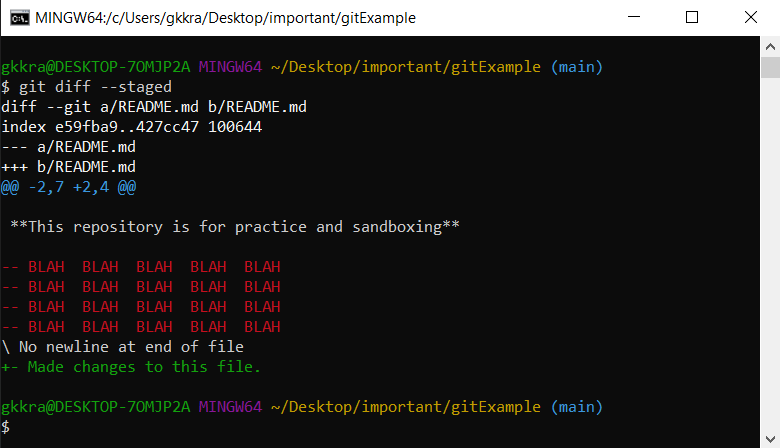 MINGW64:/c/Users/gkkra/Desktop/important/gitExample
gkkra@DESKTOP-7OMJP2A MINGW64 ~/Desktop/important/gitExample (main)
$ git diff --staged
diff --git a/README.md b/README.md
index e59fba9..427cc47 100644
--- a/README.md
+++ b/README.md
@@ -2,7 +2,4 @@
 **This repository is for practice and sandboxing**
-- BLAH  BLAH  BLAH  BLAH  BLAH
-- BLAH  BLAH  BLAH  BLAH  BLAH
-- BLAH  BLAH  BLAH  BLAH  BLAH
-- BLAH  BLAH  BLAH  BLAH  BLAH
\ No newline at end of file
+- Made changes to this file.
gkkra@DESKTOP-7OMJP2A MINGW64 ~/Desktop/important/gitExample (main)
$